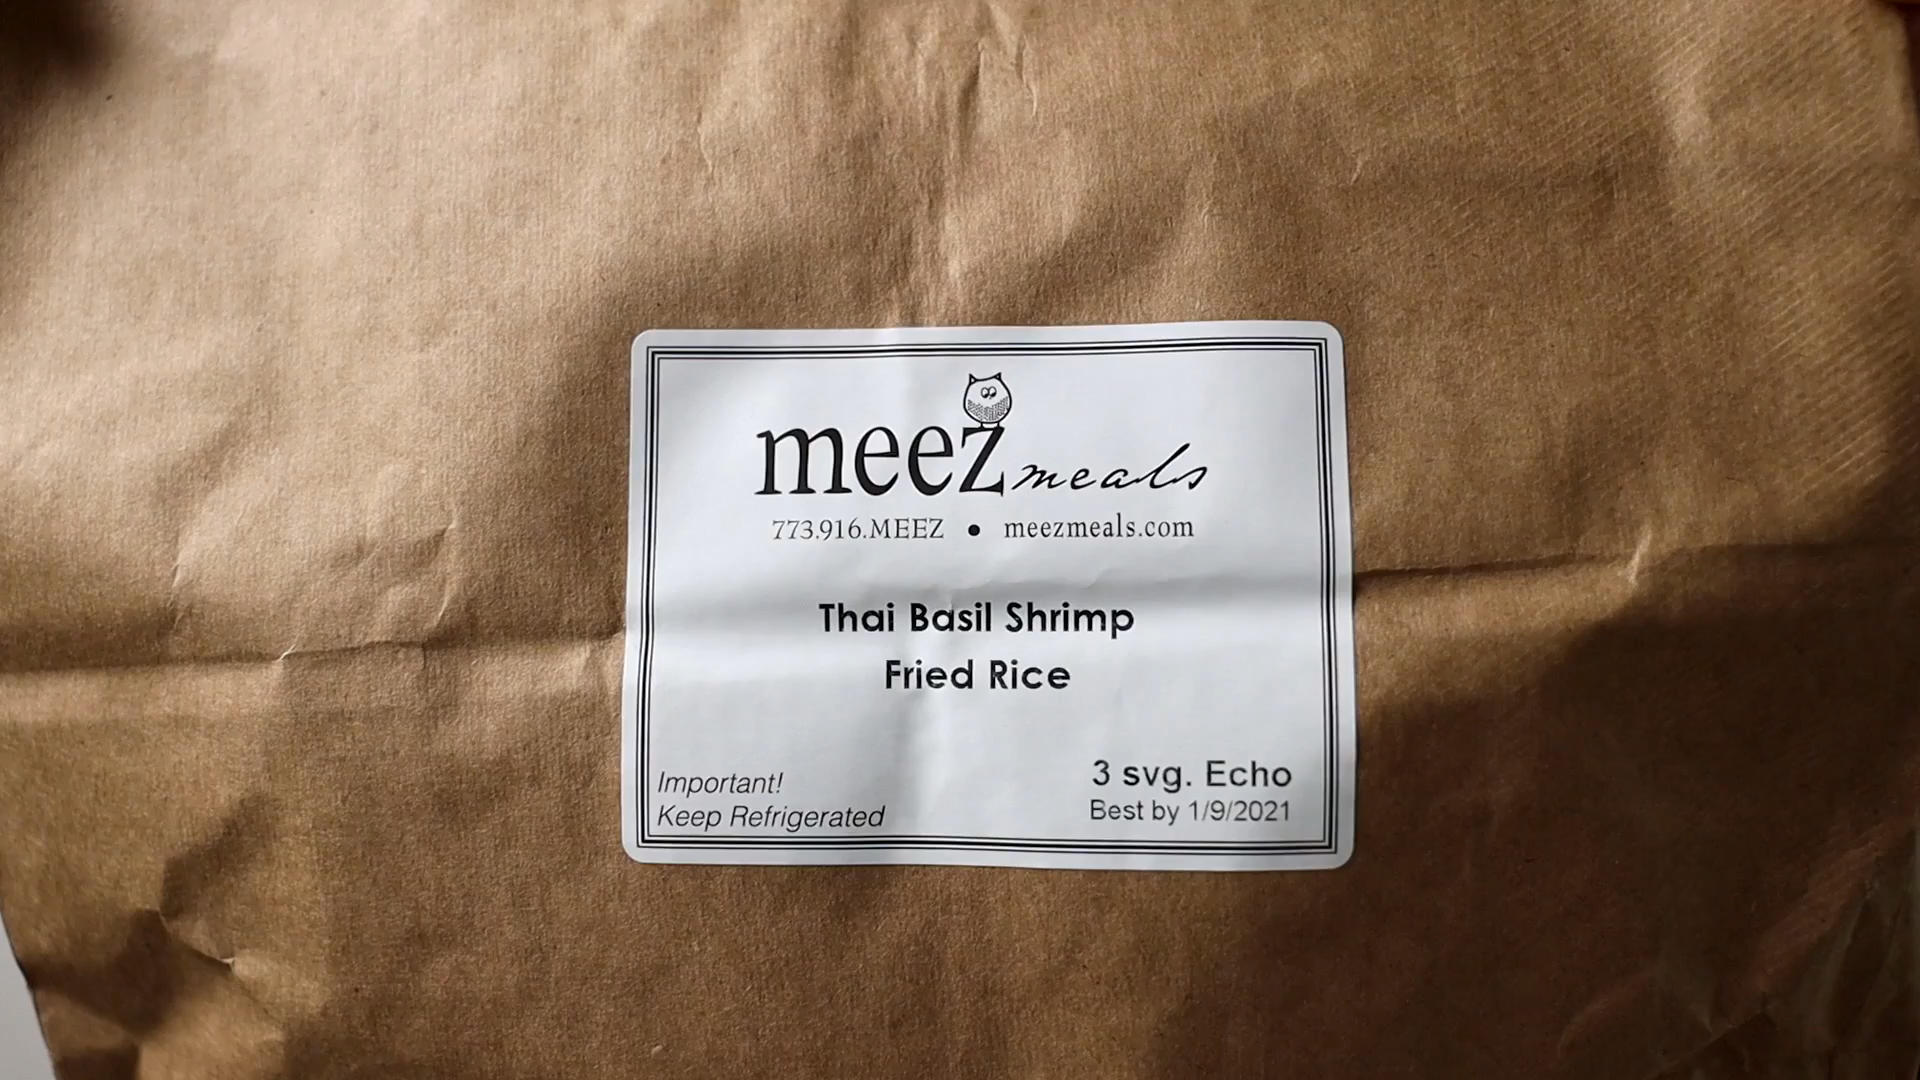 meez meals
773.916.MEEZ • meezmeals.com
Thai Basil Shrimp
Fried Rice
Important!
Keep Refrigerated
3 svg. Echo
Best by 1/9/2021